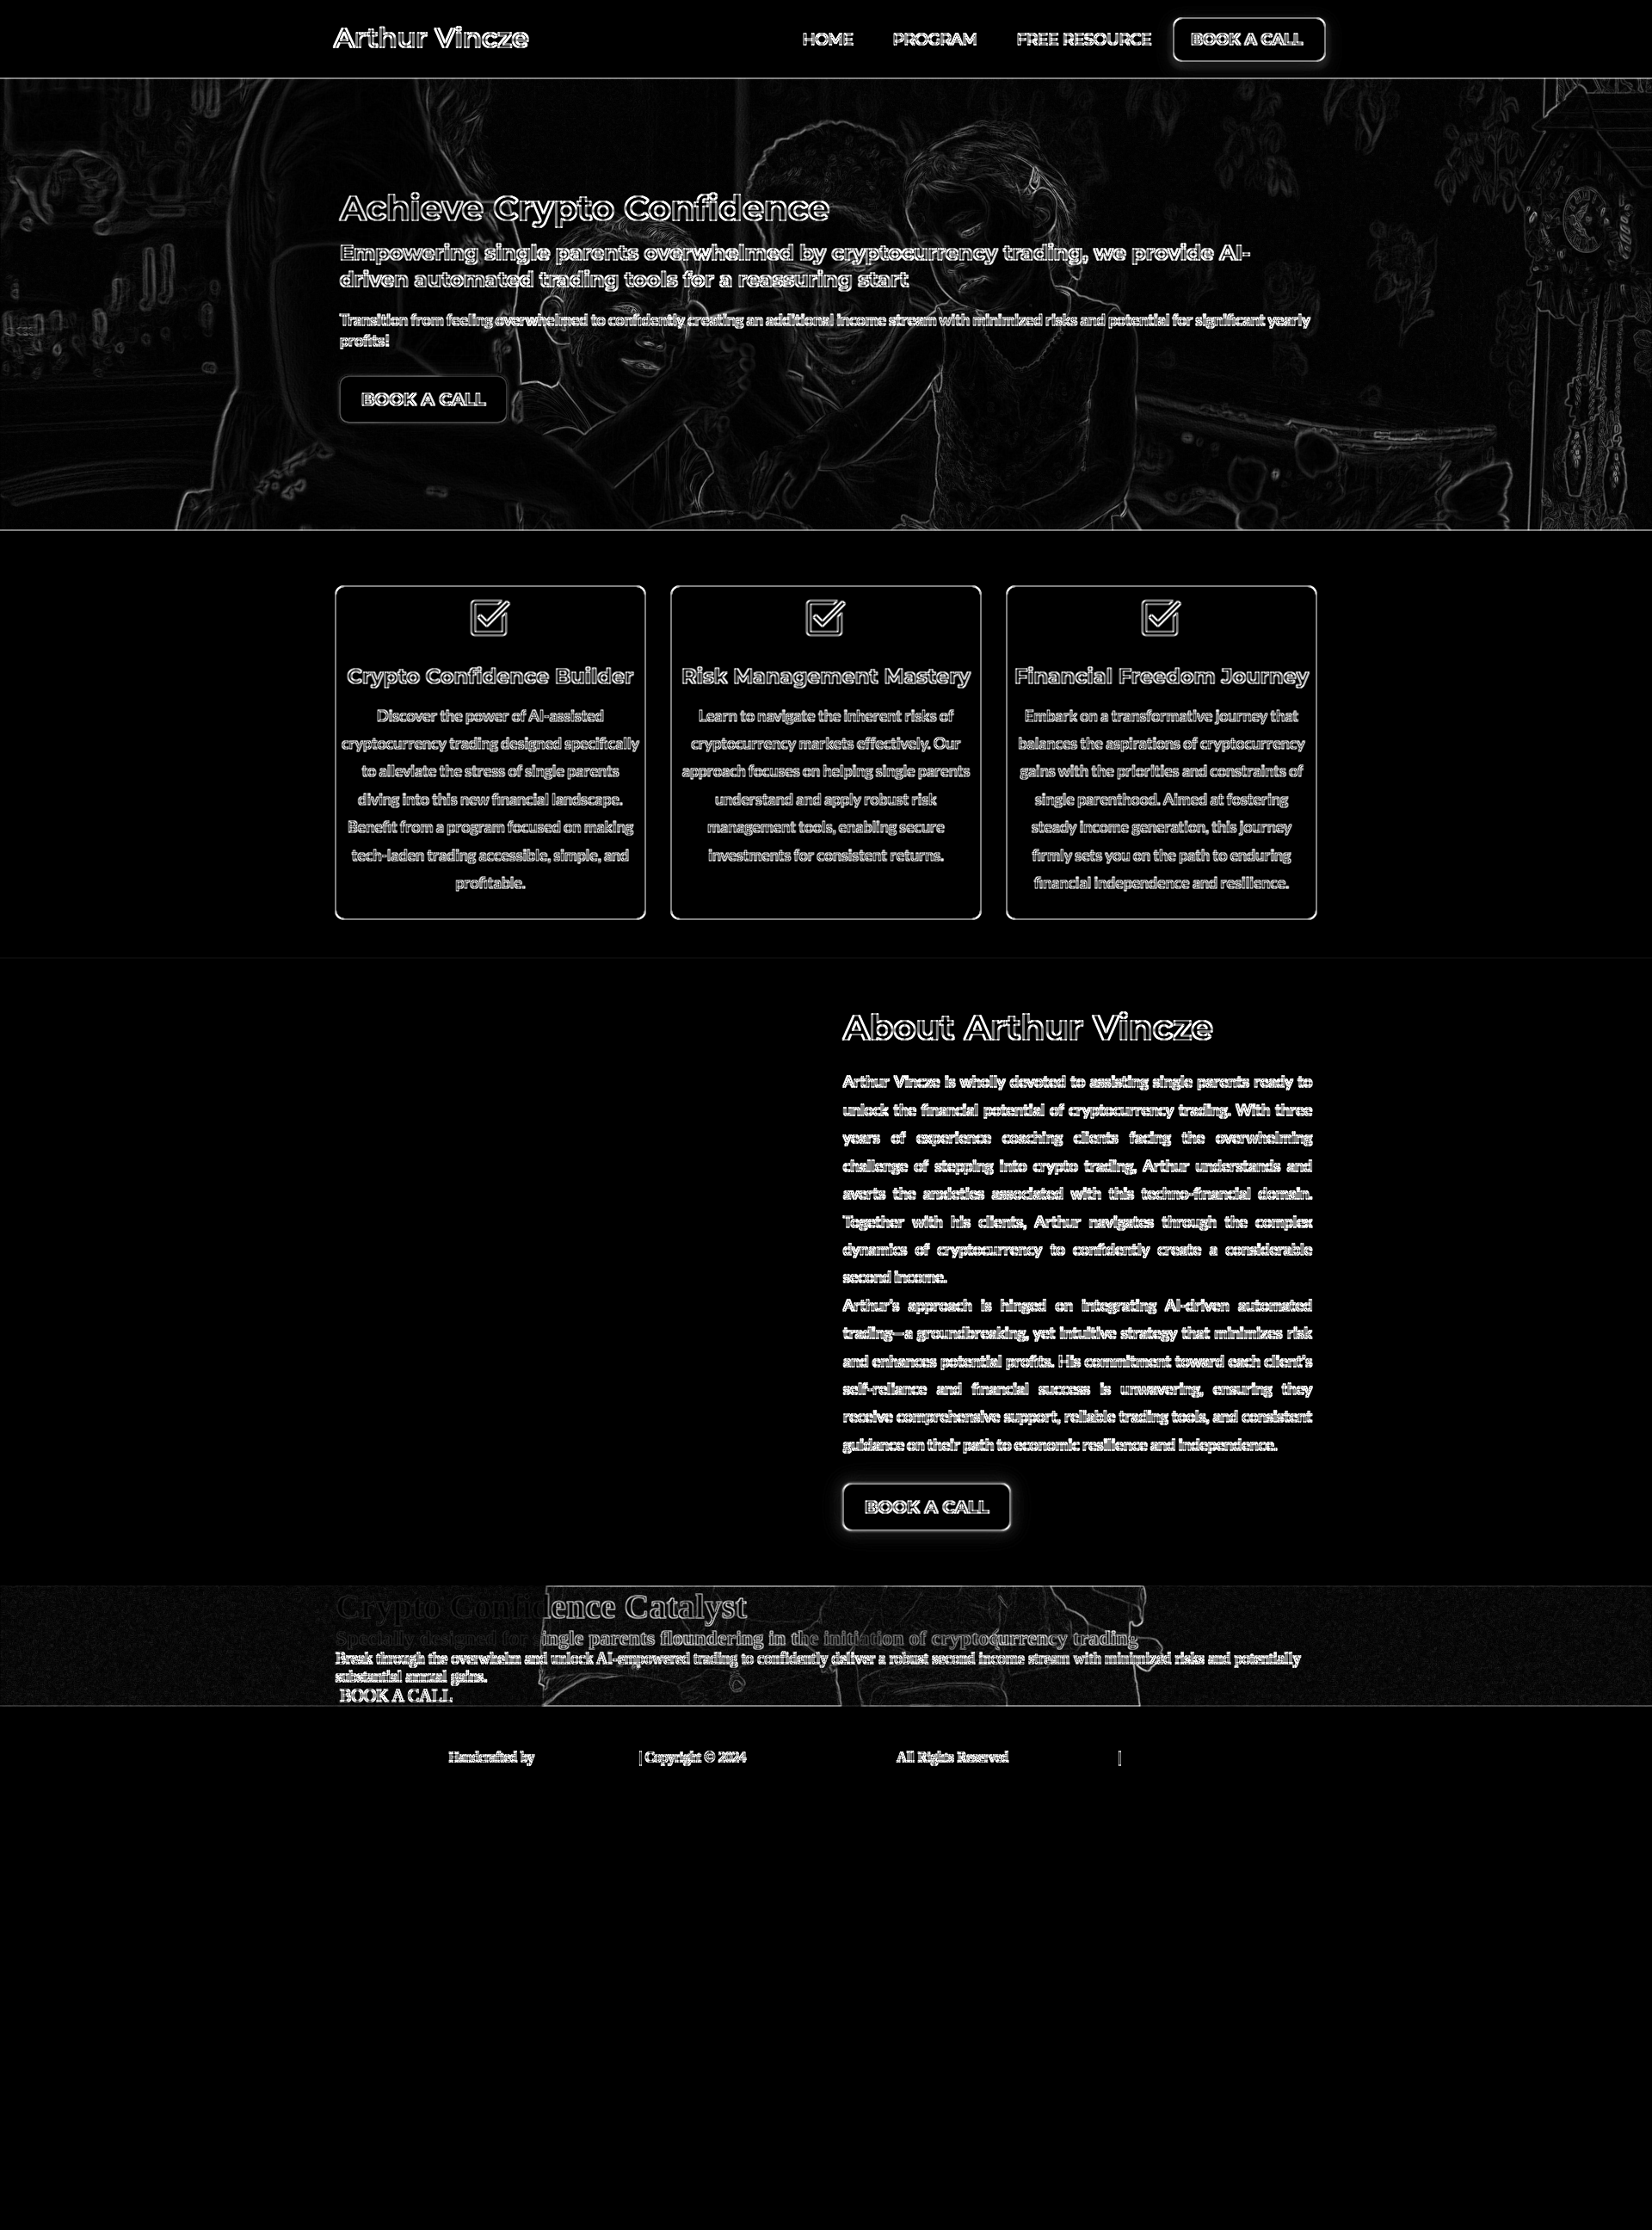 Arthur Vincze
HOME PROGRAM FREE RESOURCE BOOK A CALL
Achieve Crypto Confidence
Empowering single parents overwhelmed by cryptocurrency trading, we provide AI-
driven automated trading tools for a reassuring start
Transition from feeling overwhelmed to confidently creating an additional income stream with minimized risks and potential for significant yearly
profits!
BOOK A CALL
Crypto Confidence Builder
Discover the power of AI-assisted
cryptocurrency trading designed specifically
to alleviate the stress of single parents
diving into this new financial landscape.
Benefit from a program focused on making
tech-laden trading accessible, simple, and
profitable.
Risk Management Mastery
Learn to navigate the inherent risks of
cryptocurrency markets effectively. Our
approach focuses on helping single parents
understand and apply robust risk
management tools, enabling secure
investments for consistent returns.
Financial Freedom Journey
Embark on a transformative journey that
balances the aspirations of cryptocurrency
gains with the priorities and constraints of
single parenthood. Aimed at fostering
steady income generation, this journey
firmly sets you on the path to enduring
financial independence and resilience.
About Arthur Vincze
Arthur Vincze is wholly devoted to assisting single parents ready to
unlock the financial potential of cryptocurrency trading. With three
years of experience coaching clients facing the overwhelming
challenge of stepping into crypto trading, Arthur understands and
averts the anxieties associated with this techno-financial domain.
Together with his clients, Arthur navigates through the complex
dynamics of cryptocurrency to confidently create a considerable
second income.
Arthur's approach is hinged on integrating AI-driven automated
trading—a groundbreaking, yet intuitive strategy that minimizes risk
and enhances potential profits. His commitment toward each client's
self-reliance and financial success is unwavering, ensuring they
receive comprehensive support, reliable trading tools, and consistent
guidance on their path to economic resilience and independence.
BOOK A CALL
Crypto Confidence Catalyst
Specially designed for single parents floundering in the initiation of cryptocurrency trading
Break through the overwhelm and unlock AI-empowered trading to confidently deliver a robust second income stream with minimized risks and potentially
substantial annual gains.
BOOK A CALL
Handcrafted by | Copyright © 2024 All Rights Reserved |